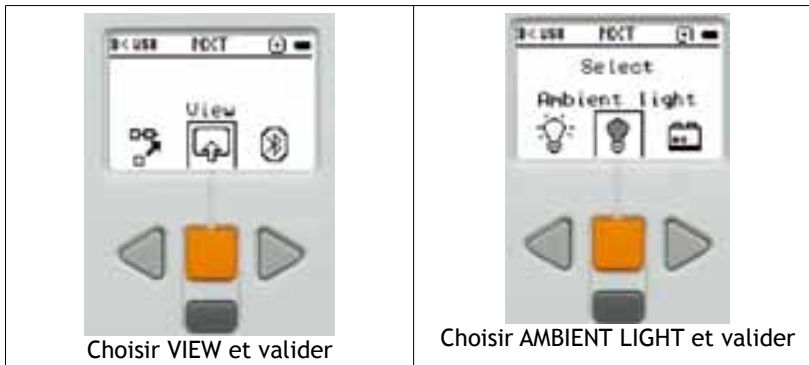 USB NXT
View
Choisir VIEW et valider
USB NXT
Select
Ambient light
Choisir AMBIENT LIGHT et valider